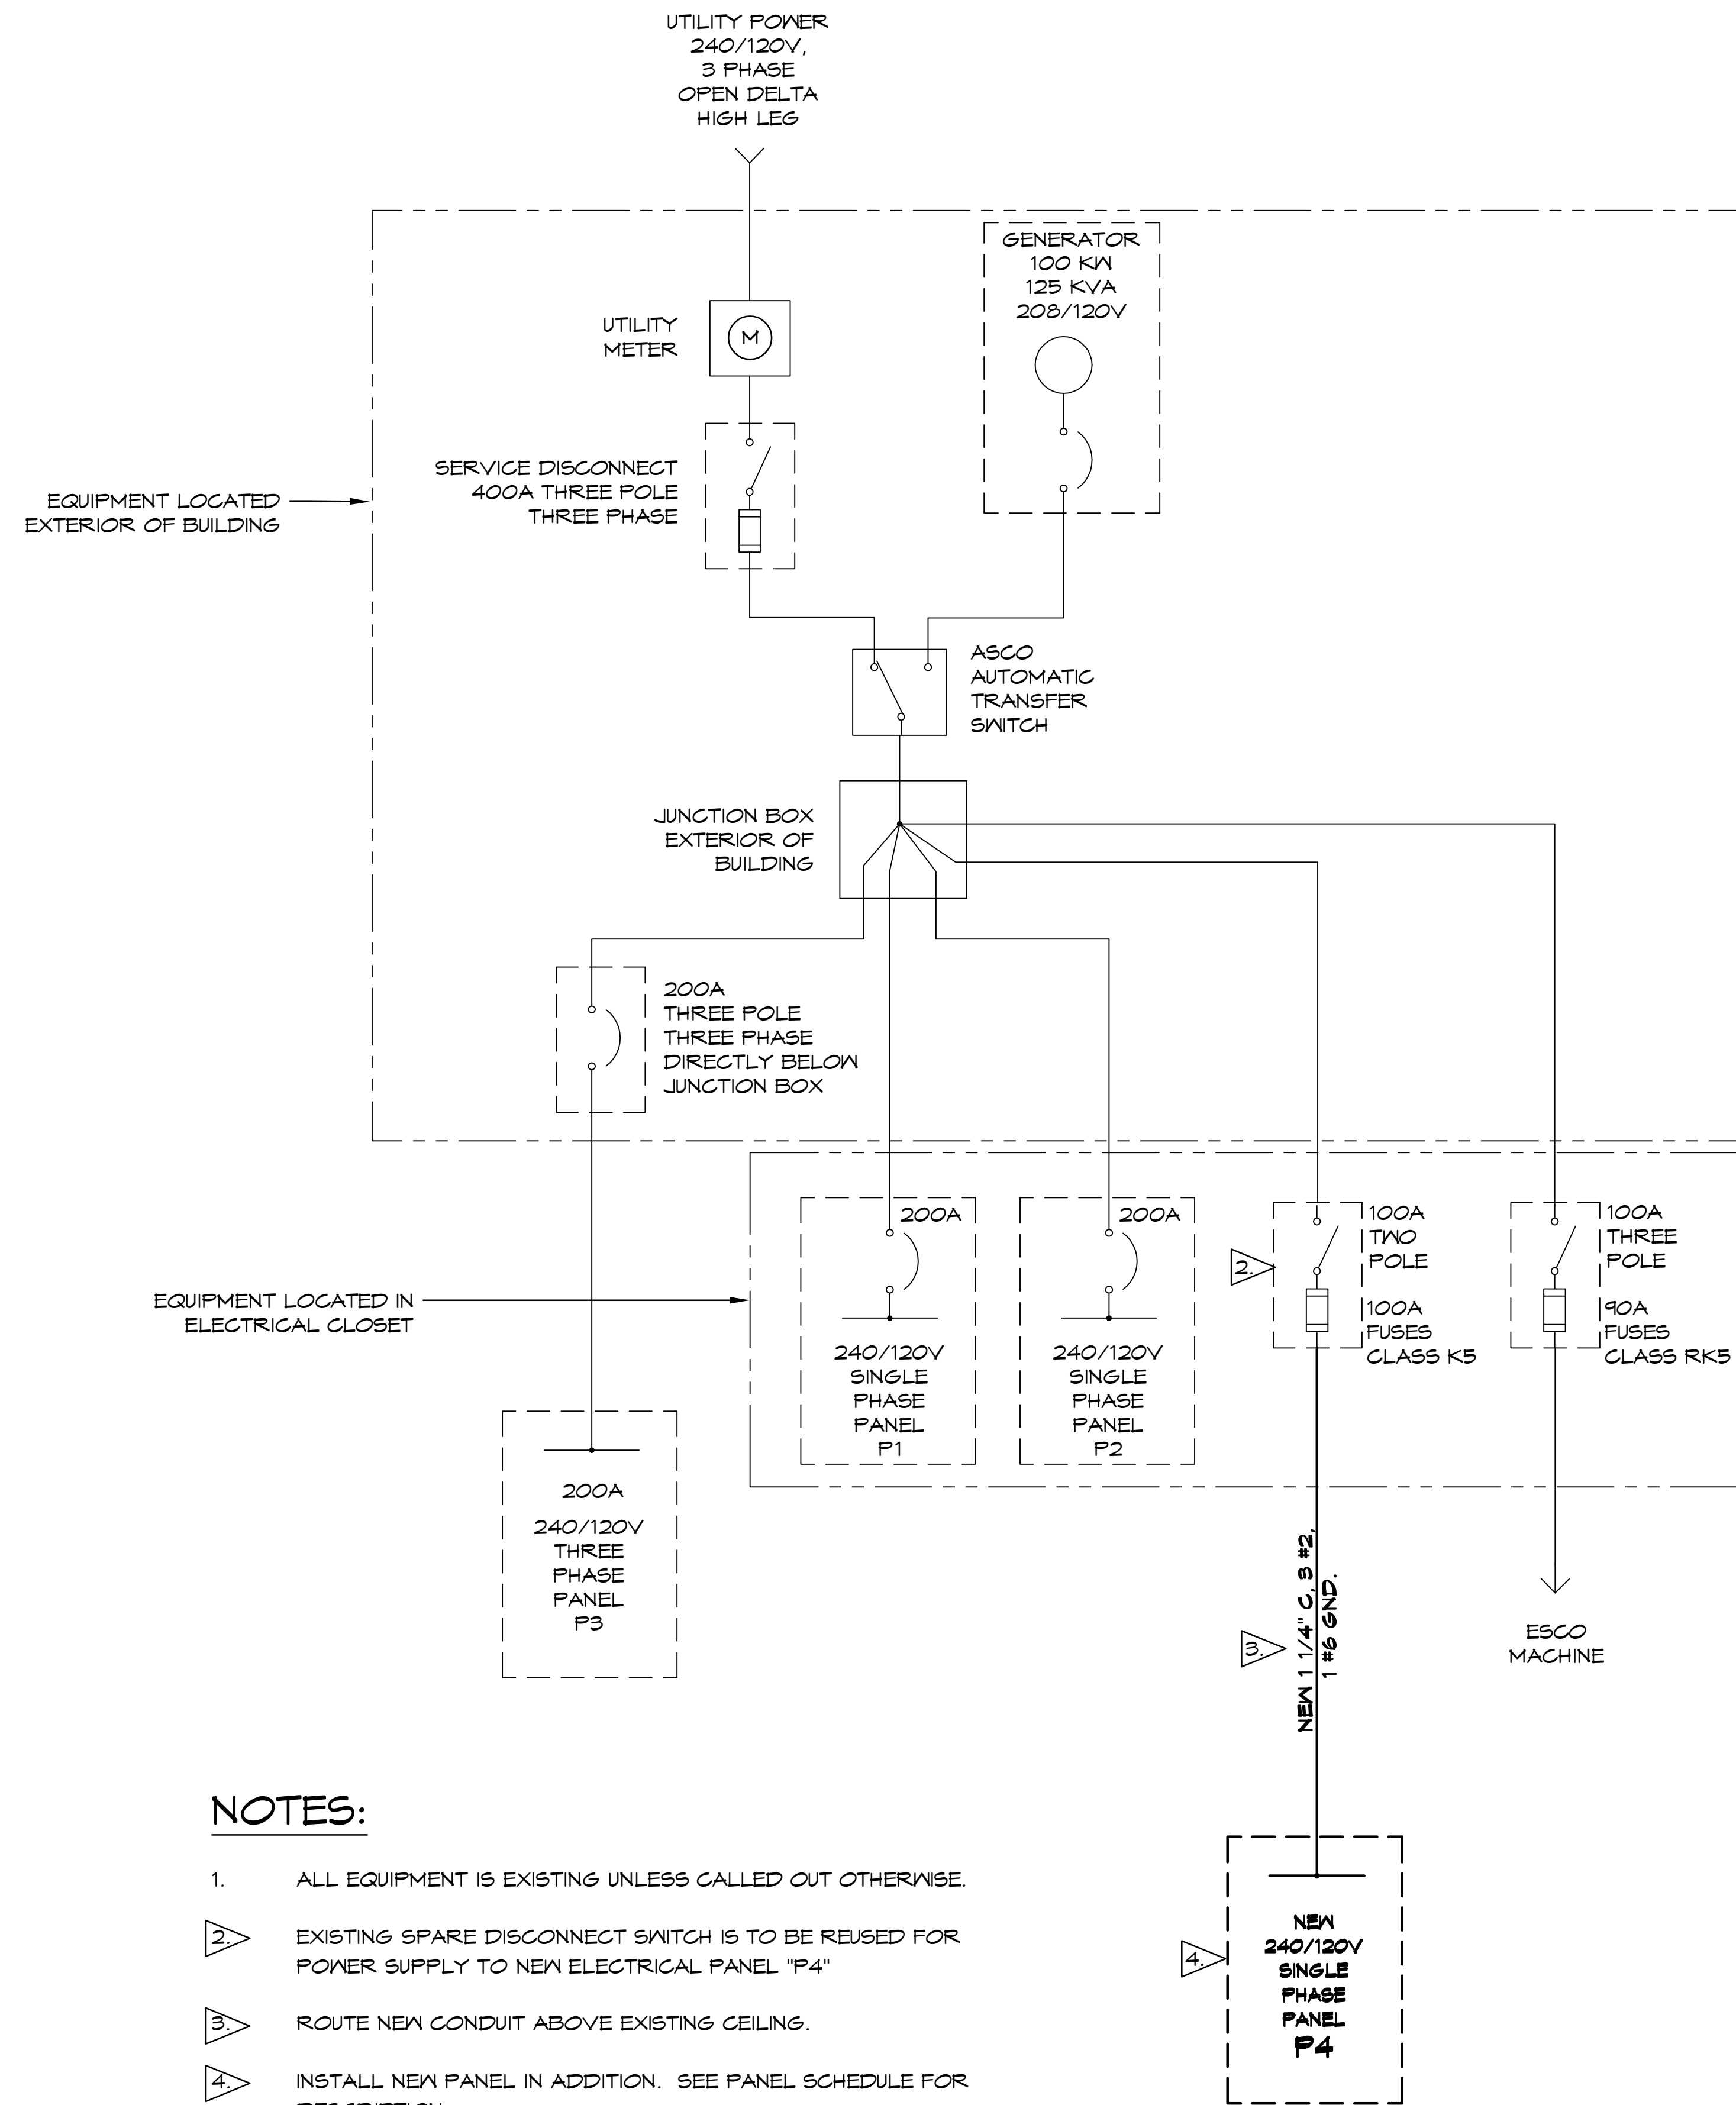 UTILITY POWER
240/120V,
3 PHASE
OPEN DELTA
HIGH LEG
GENERATOR
100 KW
125 KVA
208/120V
UTILITY
METER
M
SERVICE DISCONNECT
400A THREE POLE
THREE PHASE
EQUIPMENT LOCATED
EXTERIOR OF BUILDING
ASCO
AUTOMATIC
TRANSFER
SWITCH
JUNCTION BOX
EXTERIOR OF
BUILDING
200A
THREE POLE
THREE PHASE
DIRECTLY BELOW
JUNCTION BOX
EQUIPMENT LOCATED IN
ELECTRICAL CLOSET
200A
240/120V
SINGLE
PHASE
PANEL
P1
200A
240/120V
SINGLE
PHASE
PANEL
P2
2.
100A
TWO
POLE
100A
FUSES
CLASS K5
100A
THREE
POLE
90A
FUSES
CLASS RK5
200A
240/120V
THREE
PHASE
PANEL
P3
3.
NEW 1 1/4" C, 3 #2,
1 #6 GND.
ESCO
MACHINE
4.
NEW
240/120V
SINGLE
PHASE
PANEL
P4
NOTES:
1. ALL EQUIPMENT IS EXISTING UNLESS CALLED OUT OTHERWISE.
2. EXISTING SPARE DISCONNECT SWITCH IS TO BE REUSED FOR
POWER SUPPLY TO NEW ELECTRICAL PANEL "P4"
3. ROUTE NEW CONDUIT ABOVE EXISTING CEILING.
4. INSTALL NEW PANEL IN ADDITION. SEE PANEL SCHEDULE FOR